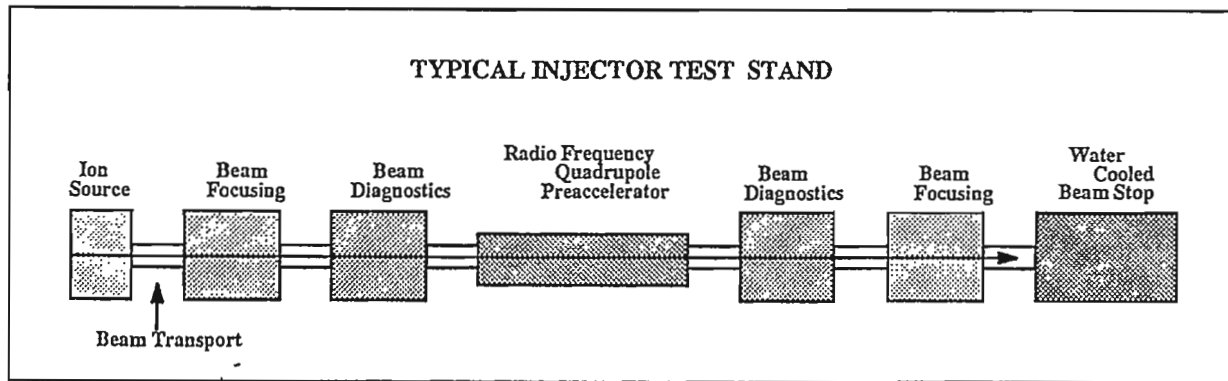 TYPICAL INJECTOR TEST STAND
Ion
Source
Beam
Focusing
Beam
Diagnostics
Radio Frequency
Quadrupole
Preaccelerator
Beam
Diagnostics
Beam
Focusing
Water
Cooled
Beam Stop
Beam Transport